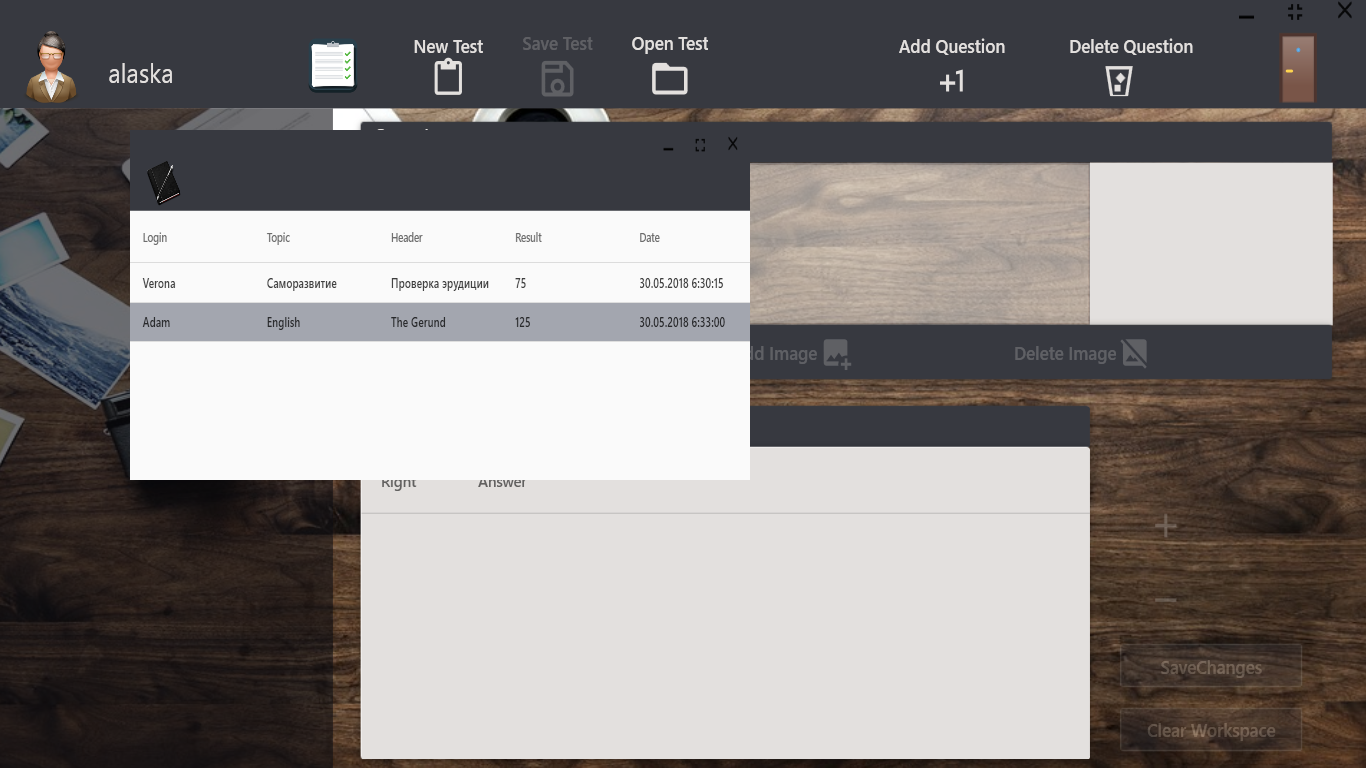 alaska
New Test
Save Test
Open Test
Add Question
+1
Delete Question
Login Topic Header Result Date
Verona Саморазвитие Проверка эрудиции 75 30.05.2018 6:30:15
Adam English The Gerund 125 30.05.2018 6:33:00
Image
Delete Image
Right Answer
SaveChanges
Clear Workspace